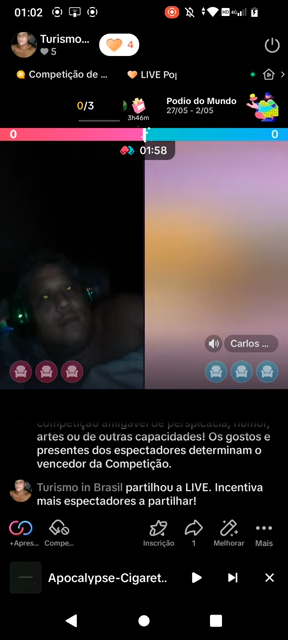 01:02
Turismo...
5
4
Competição de ...
LIVE Po
0/3
3h46m
Podio do Mundo
27/05 - 2/05
0
0
01:58
Carlos ...
competição amigável de perspicácia, humor,
artes ou de outras capacidades! Os gostos e
presentes dos espectadores determinam o
vencedor da Competição.
Turismo in Brasil partilhou a LIVE. Incentiva
mais espectadores a partilhar!
+Apres...
Compe...
Inscrição
1
Melhorar
Mais
Apocalypse-Cigaret..